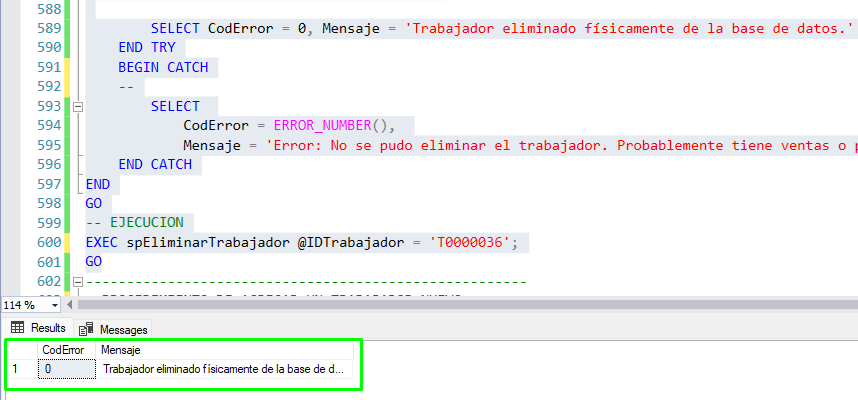 588
589 SELECT CodError = 0, Mensaje = 'Trabajador eliminado físicamente de la base de datos.'
590 END TRY
591 BEGIN CATCH
592 --
593 SELECT
594 CodError = ERROR_NUMBER(),
595 Mensaje = 'Error: No se pudo eliminar el trabajador. Probablemente tiene ventas o
596 END CATCH
597 END
598 GO
599 -- EJECUCION
600 EXEC spEliminarTrabajador @IDTrabajador = 'T0000036';
601 GO
602 ------------------------------------------------------
114 %
Results Messages
CodError Mensaje
1 0 Trabajador eliminado físicamente de la base de d...